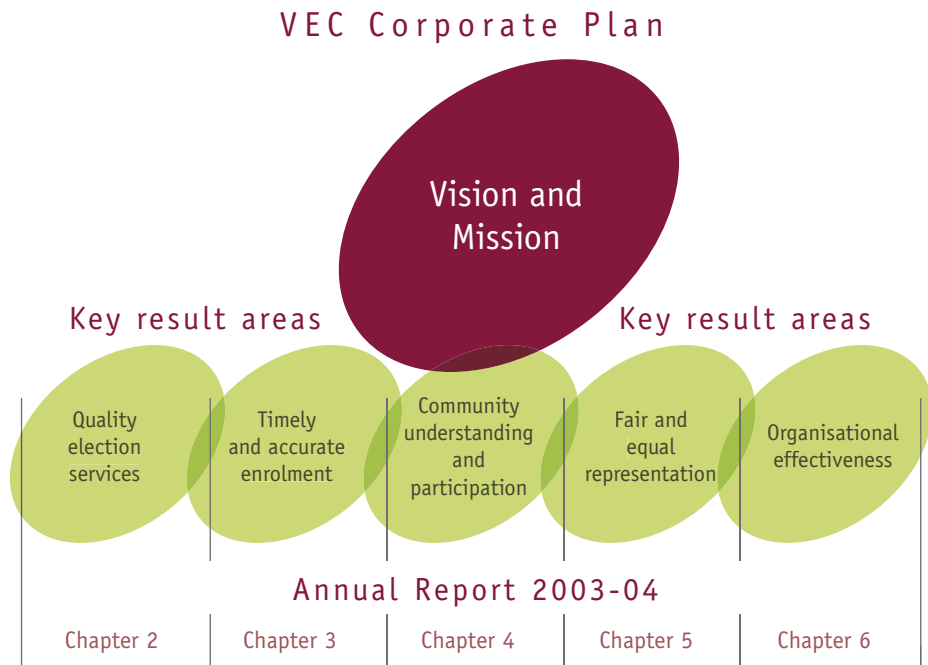 VEC Corporate Plan
Vision and
Mission
Key result areas
Key result areas
Quality
election
services
Timely
and accurate
enrolment
Community
understanding
and
participation
Fair and
equal
representation
Organisational
effectiveness
Annual Report 2003-04
Chapter 2
Chapter 3
Chapter 4
Chapter 5
Chapter 6